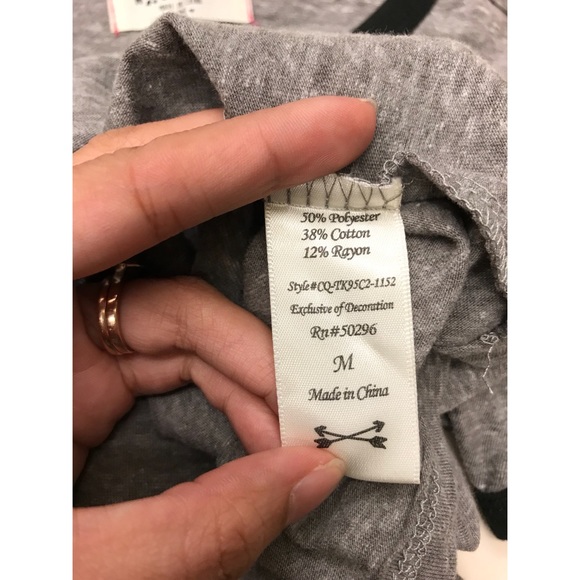 50% Polyester
38% Cotton
12% Rayon
Style#CQ-TK95C2-1152
Exclusive of Decoration
Rn#50296
M
Made in China